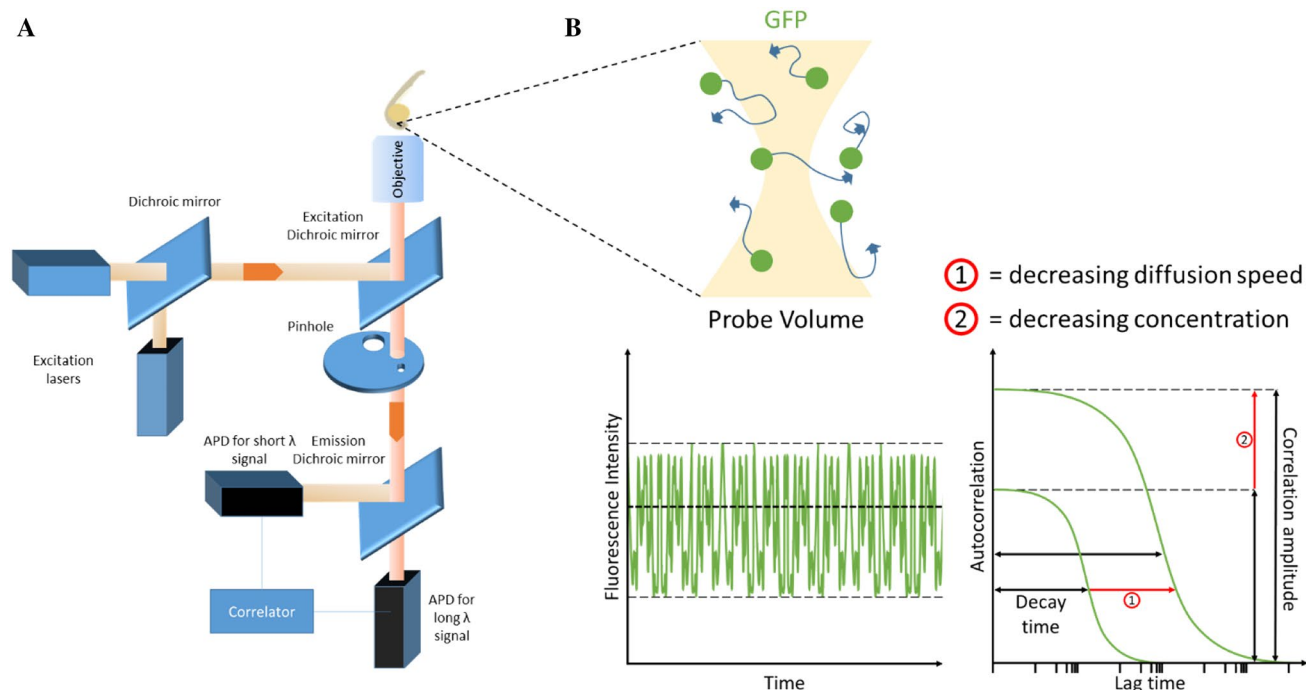 A
Dichroic mirror
Excitation
Dichroic mirror
Objective
Pinhole
Excitation
lasers
APD for short λ
signal
Emission
Dichroic mirror
Correlator
APD for
long λ
signal
B
GFP
Probe Volume
1 = decreasing diffusion speed
2 = decreasing concentration
Fluorescence Intensity
Time
Autocorrelation
Decay
time
1
2
Correlation amplitude
Lag time